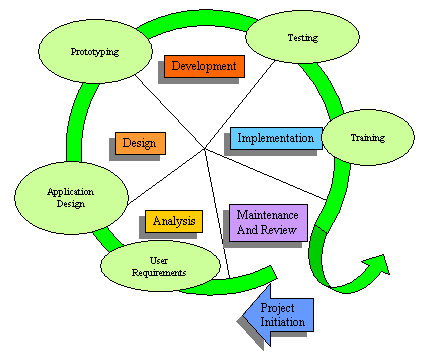 Prototyping
Testing
Development
Design
Implementation
Training
Application
Design
Analysis
Maintenance
And Review
User
Requirements
Project
Initiation